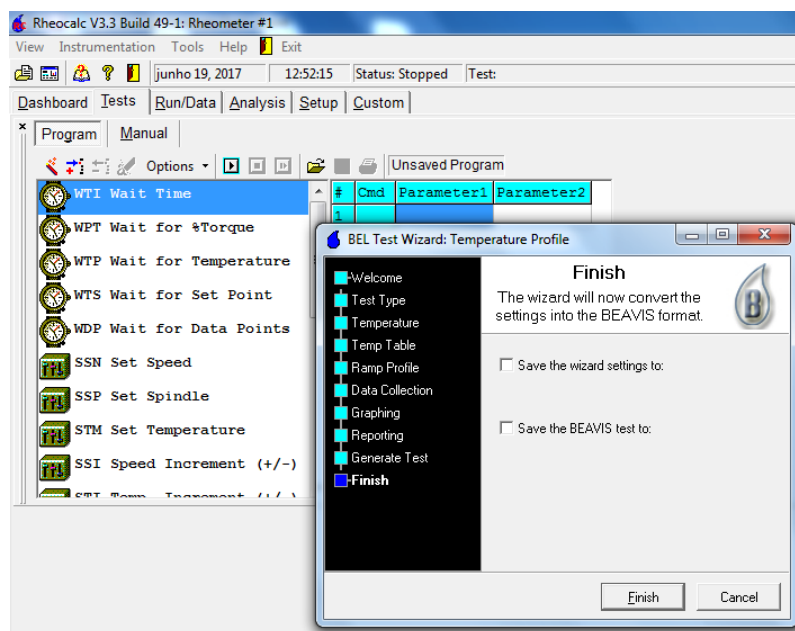 Rheocalc V3.3 Build 49-1: Rheometer #1
View Instrumentation Tools Help Exit
junho 19, 2017 12:52:15 Status: Stopped Test:
Dashboard Tests Run/Data Analysis Setup Custom
Program Manual
Options Unsaved Program
WTI Wait Time
WPT Wait for %Torque
WTP Wait for Temperature
WTS Wait for Set Point
WDP Wait for Data Points
SSN Set Speed
SSP Set Spindle
STM Set Temperature
SSI Speed Increment (+/-)
STI Temp. Increment (+/-)
# Cmd Parameter1 Parameter2
1
BEL Test Wizard: Temperature Profile
Welcome
Test Type
Temperature
Temp Table
Ramp Profile
Data Collection
Graphing
Reporting
Generate Test
Finish
Finish
The wizard will now convert the
settings into the BEAVIS format.
B
Save the wizard settings to:
Save the BEAVIS test to:
Finish Cancel